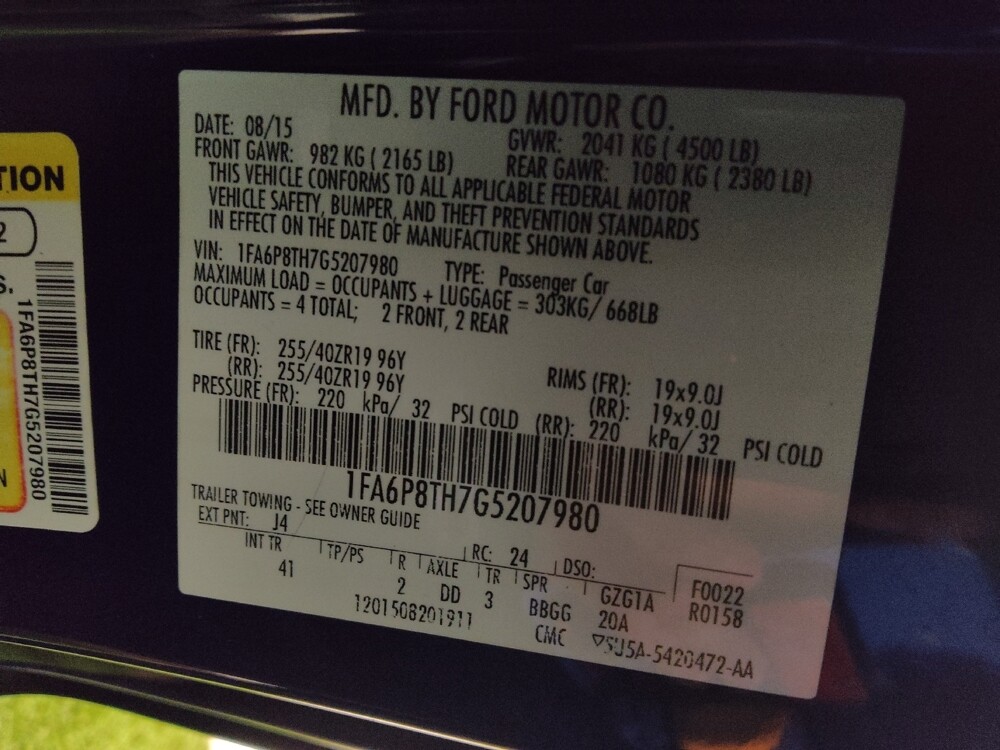 MFD. BY FORD MOTOR CO.
DATE: 08/15 GVWR: 2041 KG ( 4500 LB)
FRONT GAWR: 982 KG ( 2165 LB) REAR GAWR: 1080 KG ( 2380 LB)
THIS VEHICLE CONFORMS TO ALL APPLICABLE FEDERAL MOTOR
VEHICLE SAFETY, BUMPER, AND THEFT PREVENTION STANDARDS
IN EFFECT ON THE DATE OF MANUFACTURE SHOWN ABOVE.
VIN: 1FA6P8TH7G5207980 TYPE: Passenger Car
MAXIMUM LOAD = OCCUPANTS + LUGGAGE = 303KG/ 668LB
OCCUPANTS = 4 TOTAL; 2 FRONT, 2 REAR
TIRE (FR): 255/40ZR19 96Y RIMS (FR): 19x9.0J
(RR): 255/40ZR19 96Y (RR): 19x9.0J
PRESSURE (FR): 220 kPa/ 32 PSI COLD (RR): 220 kPa/ 32 PSI COLD
1FA6P8TH7G5207980
TRAILER TOWING - SEE OWNER GUIDE
EXT PNT: J4 RC: 24 DSO:
INT TR TP/PS R AXLE TR SPR GZG1A F0022
41 2 DD 3 BBGG 20A R0158
1201508201911 CMC 5U5A-5420472-AA
TION
2
S.
1FA6P8TH7G5207980
N